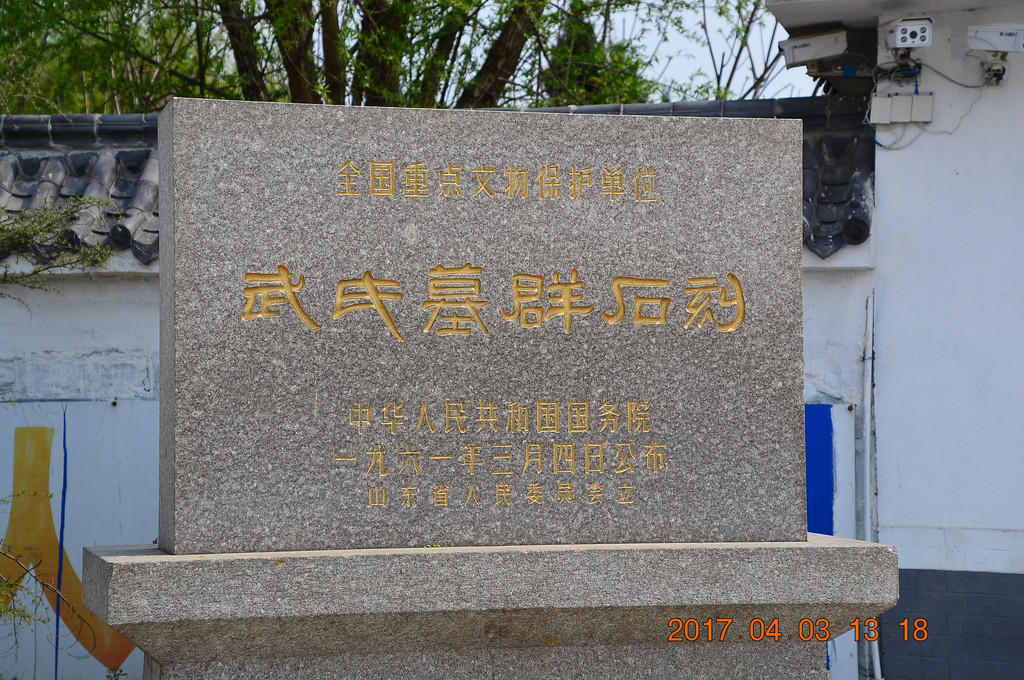 全国重点文物保护单位
武氏墓群石刻
中华人民共和国国务院
一九六一年三月四日公布
山东省人民委员会立
2017 04 03 13 18